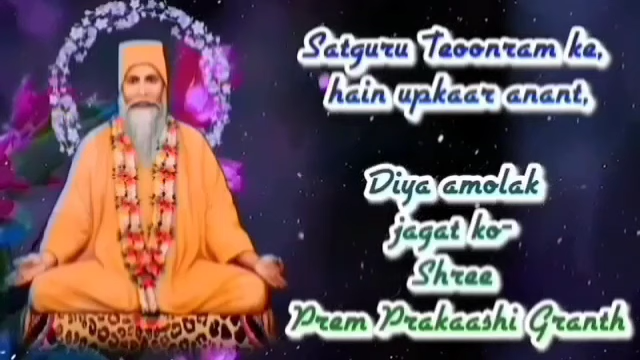 Satguru Teoonram ke,
hain upkaar anant,
Diya amolak
jagat ko-
Shree
Prem Prakaashi Granth